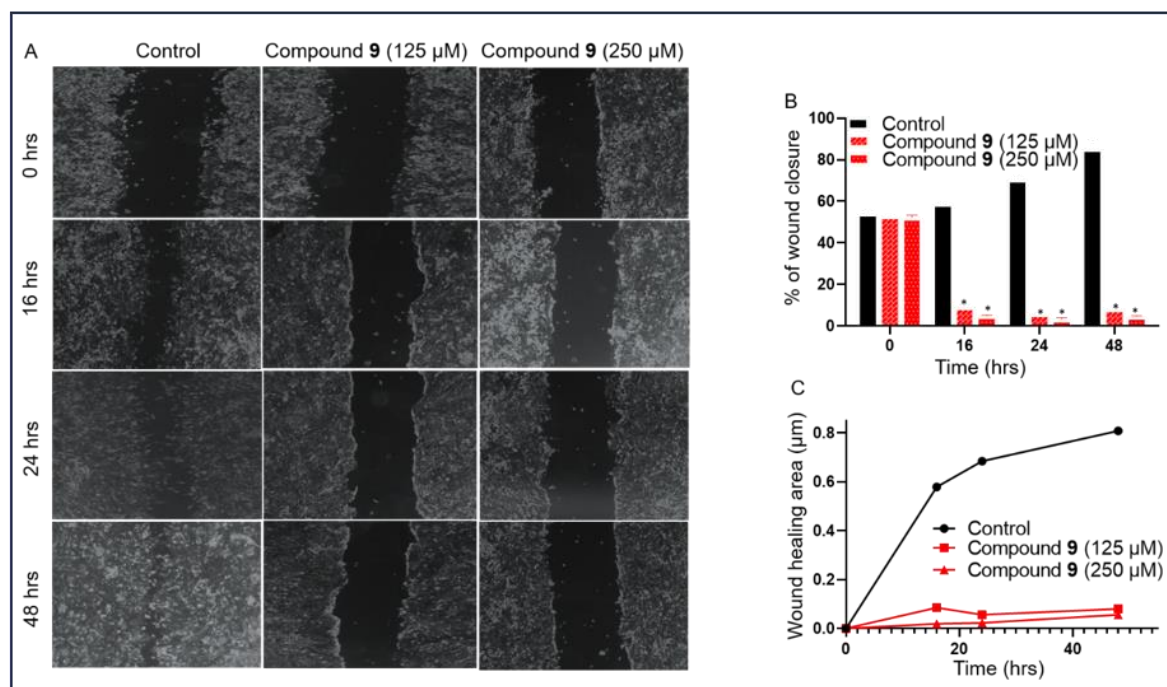 A
Control
Compound 9 (125 µM)
Compound 9 (250 µM)
0 hrs
16 hrs
24 hrs
48 hrs
B
% of wound closure
100
80
60
40
20
0
Control
Compound 9 (125 µM)
Compound 9 (250 µM)
* *
* *
* *
0 16 24 48
Time (hrs)
C
Wound healing area (µm)
0.8
0.6
0.4
0.2
0.0
Control
Compound 9 (125 µM)
Compound 9 (250 µM)
0 20 40
Time (hrs)